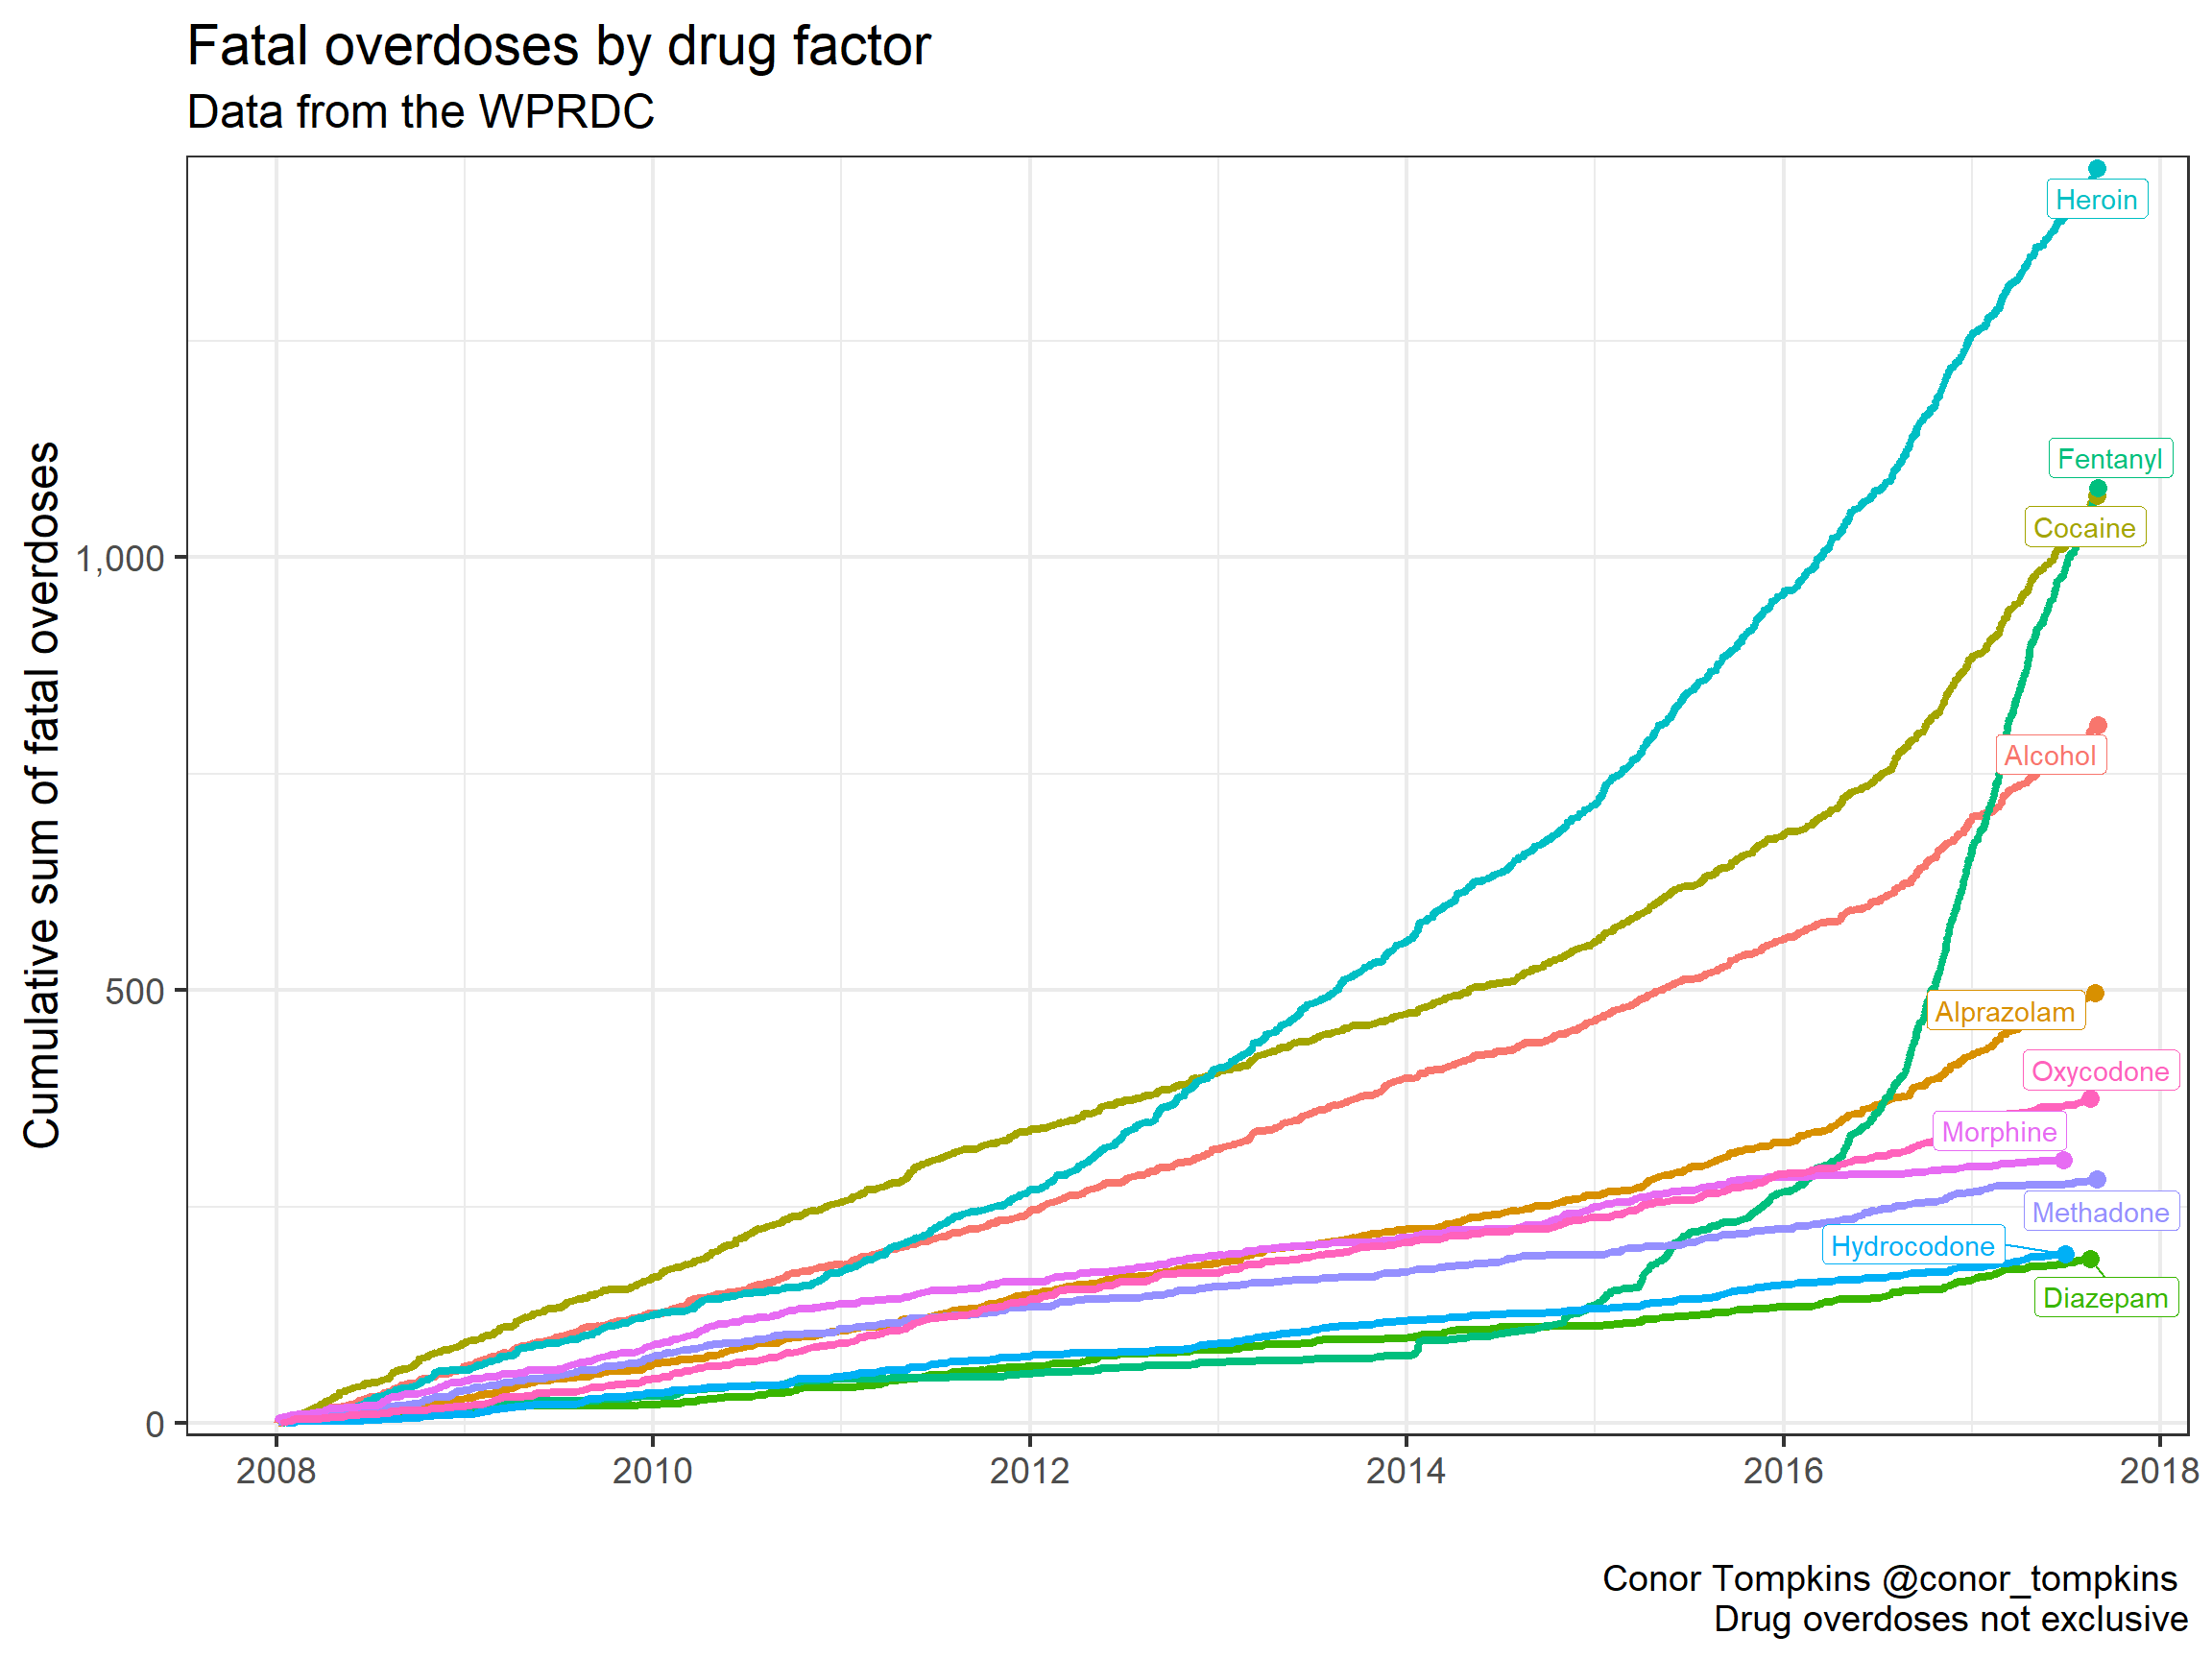 Fatal overdoses by drug factor
Data from the WPRDC
Cumulative sum of fatal overdoses
1,000
500
0
Heroin
Fentanyl
Cocaine
Alcohol
Alprazolam
Oxycodone
Morphine
Methadone
Hydrocodone
Diazepam
2008 2010 2012 2014 2016 2018
Conor Tompkins @conor_tompkins
Drug overdoses not exclusive